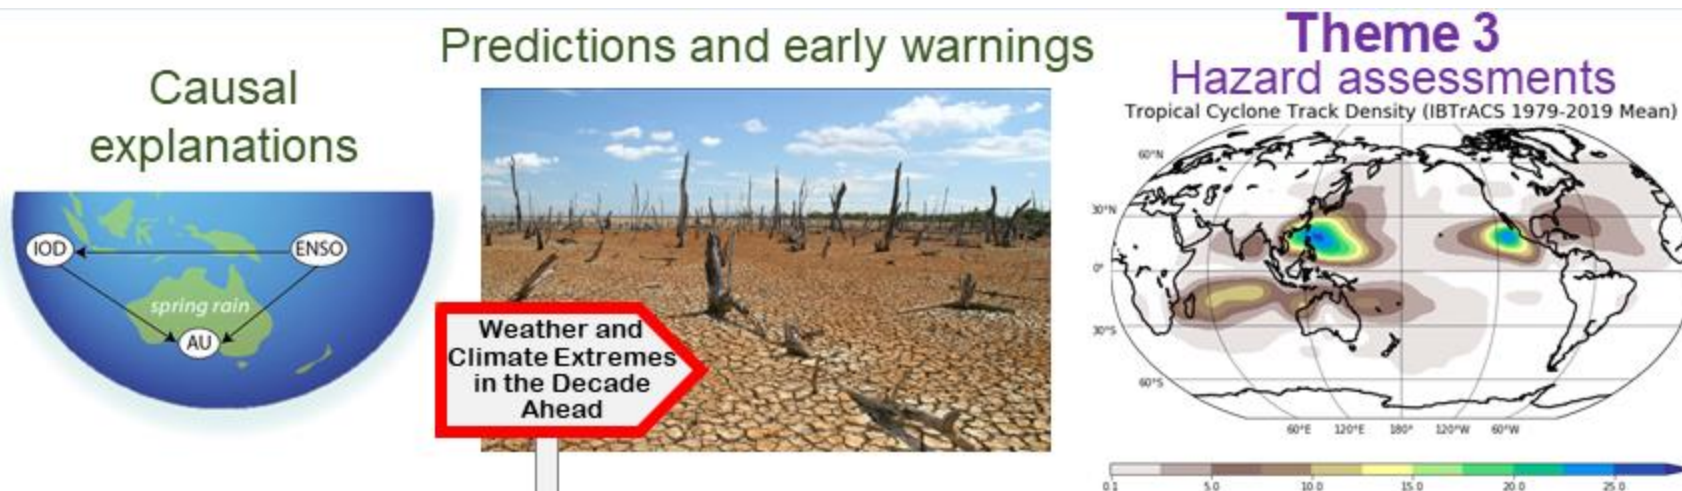 Causal
explanations
IOD
ENSO
spring rain
AU
Predictions and early warnings
Weather and
Climate Extremes
in the Decade
Ahead
Theme 3
Hazard assessments
Tropical Cyclone Track Density (IBTrACS 1979-2019 Mean)
60°N
30°N
0°
30°S
60°S
60°E 120°E 180° 120°W 60°W
0.1 5.0 10.0 15.0 20.0 25.0